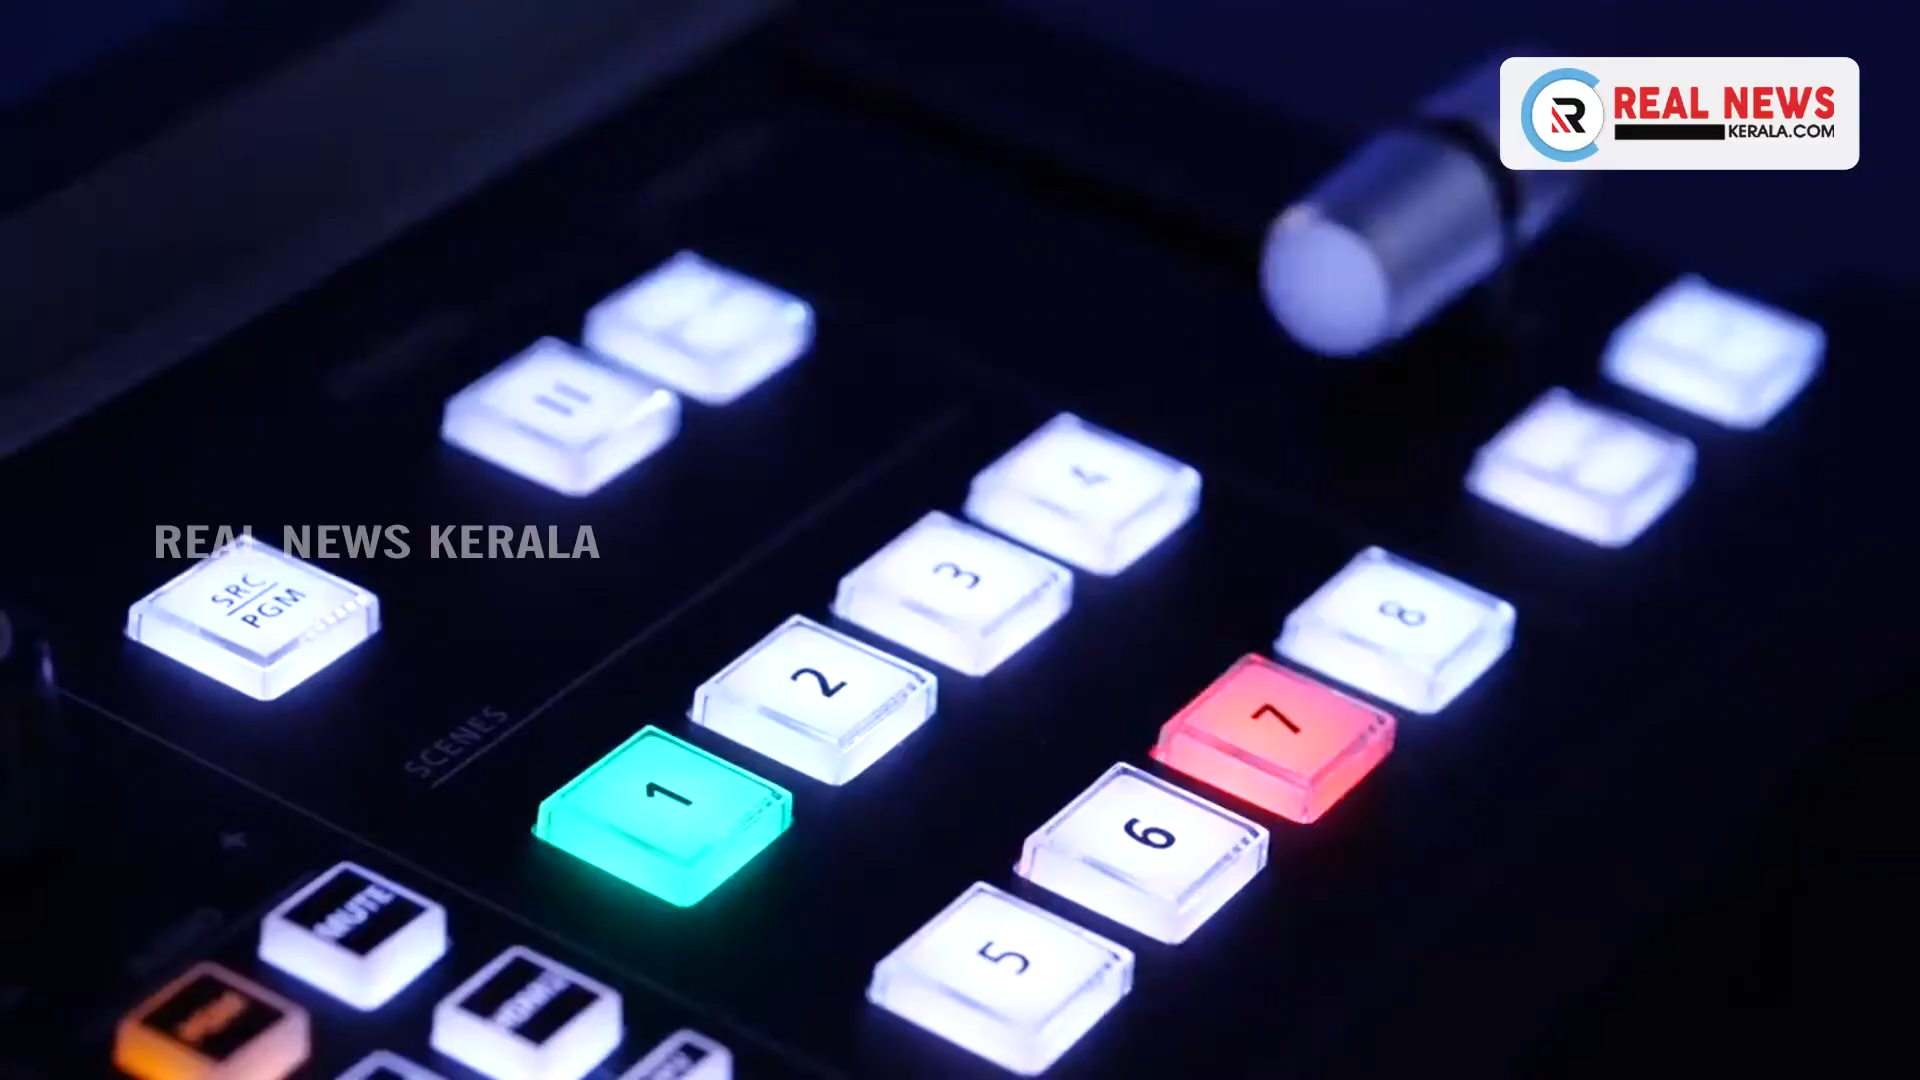 REAL NEWS
KERALA.COM
REAL NEWS KERALA
SRC
PGM
SCENES
4
3
2
1
8
7
6
5
MUTE